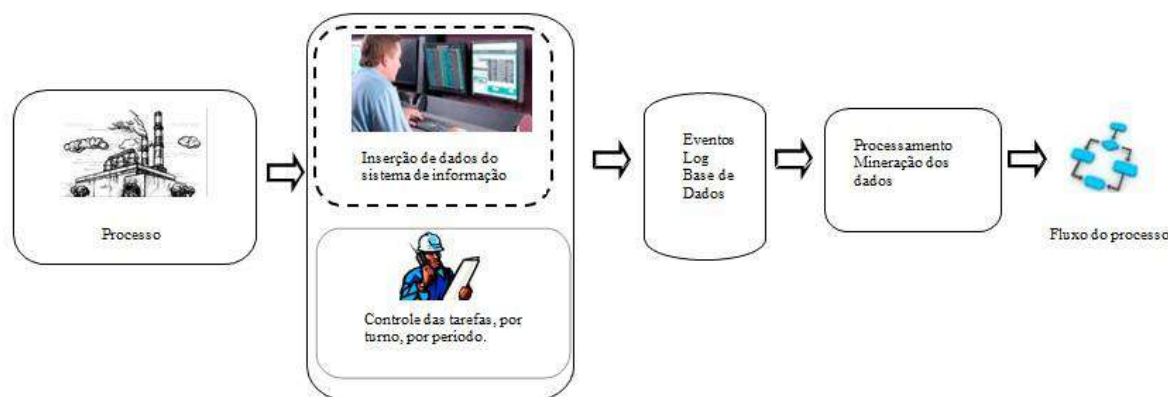 Processo
Inserção de dados do
sistema de informação
Controle das tarefas, por
turno, por período.
Eventos
Log
Base de
Dados
Processamento
Mineração dos
dados
Fluxo do processo